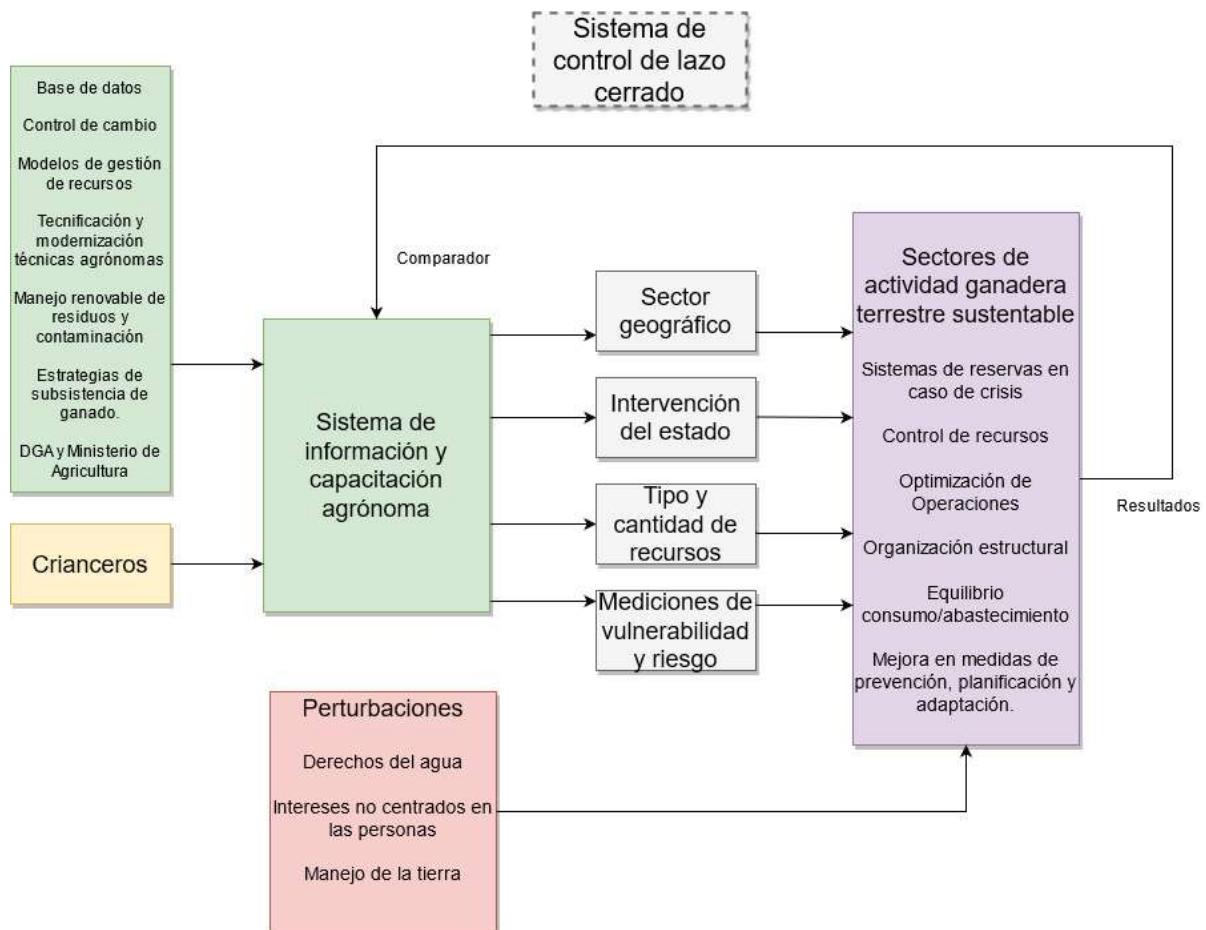 Sistema de
control de lazo
cerrado
Base de datos
Control de cambio
Modelos de gestión
de recursos
Tecnificación y
modernización
técnicas agrónomas
Manejo renovable de
residuos y
contaminación
Estrategias de
subsistencia de
ganado.
DGA y Ministerio de
Agricultura
Crianceros
Comparador
Sistema de
información y
capacitación
agrónoma
Sector
geográfico
Intervención
del estado
Tipo y
cantidad de
recursos
Mediciones de
vulnerabilidad
y riesgo
Sectores de
actividad ganadera
terrestre sustentable
Sistemas de reservas en
caso de crisis
Control de recursos
Optimización de
Operaciones
Organización estructural
Equilibrio
consumo/abastecimiento
Mejora en medidas de
prevención, planificación y
adaptación.
Resultados
Perturbaciones
Derechos del agua
Intereses no centrados en
las personas
Manejo de la tierra